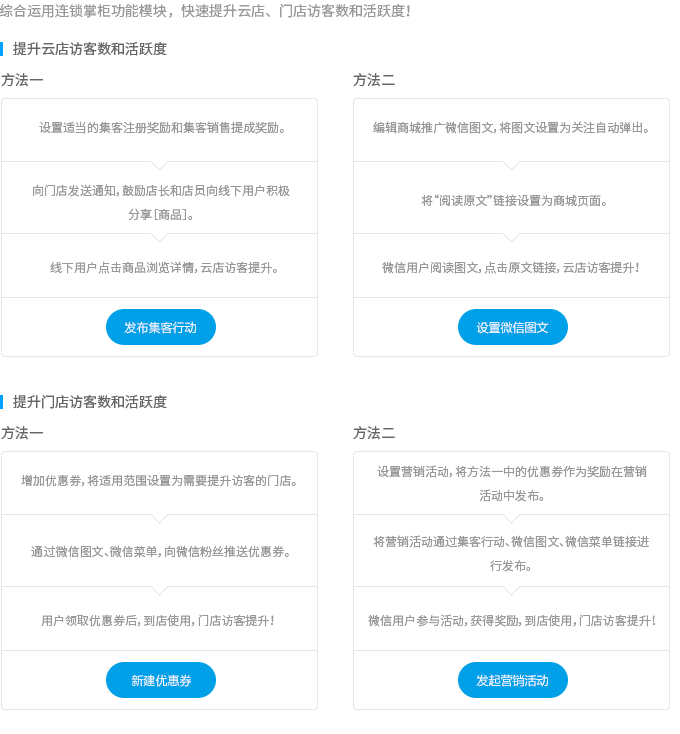 综合运用连锁掌柜功能模块，快速提升云店、门店访客数和活跃度！
提升云店访客数和活跃度
方法一
设置适当的集客注册奖励和集客销售提成奖励。
向门店发送通知，鼓励店长和店员向线下用户积极
分享［商品］。
线下用户点击商品浏览详情，云店访客提升。
发布集客行动
方法二
编辑商城推广微信图文，将图文设置为关注自动弹出。
将“阅读原文”链接设置为商城页面。
微信用户阅读图文，点击原文链接，云店访客提升！
设置微信图文
提升门店访客数和活跃度
方法一
增加优惠券，将适用范围设置为需要提升访客的门店。
通过微信图文、微信菜单，向微信粉丝推送优惠券。
用户领取优惠券后，到店使用，门店访客提升！
新建优惠券
方法二
设置营销活动，将方法一中的优惠券作为奖励在营销
活动中发布。
将营销活动通过集客行动、微信图文、微信菜单链接进
行发布。
微信用户参与活动，获得奖励，到店使用，门店访客提升！
发起营销活动